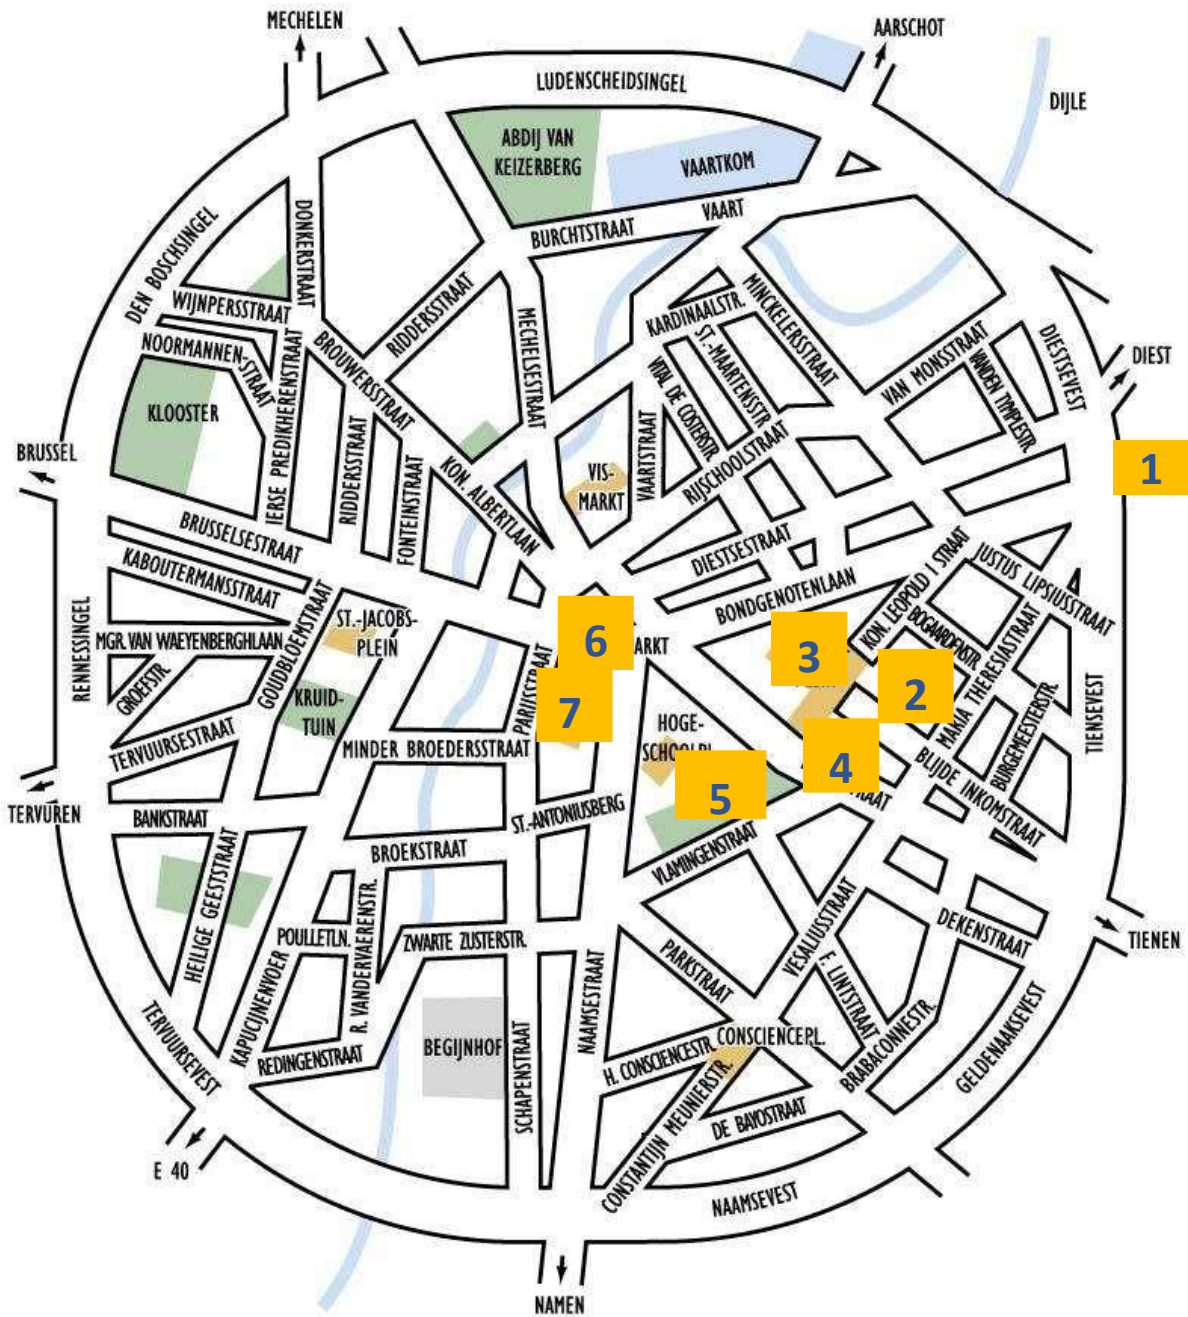 MECHELEN
AARSCHOT
LUDENSCHEIDSINGEL
DIJLE
ABDIJ VAN
KEIZERBERG
VAARTKOM
DEN BOSCHSINGEL
DONKERSTRAAT
VAART
BURCHTSTRAAT
WIJNPERSSTRAAT
RIDDERSSTRAAT
KARDINAALSTR.
MINCKELERSSTRAAT
NOORMANNEN-
STRAAT
BROUWERSSTRAAT
MECHELSESTRAAT
ST.-MAARTENSSTR.
VITAL DE COSTERSTR.
VAN MONSSTRAAT
VANDEN TYMPLESTR.
DIESTSEVEST
DIEST
KLOOSTER
IERSE PREDIKHERENSTRAAT
RIDDERSSTRAAT
FONTEINSTRAAT
KON. ALBERTLAAN
VIS-
MARKT
VAARTSTRAAT
RIJSCHOOLSTRAAT
BRUSSEL
1
BRUSSELSESTRAAT
DIESTSESTRAAT
KABOUTERMANSSTRAAT
BONDGENOTENLAAN
KON. LEOPOLD I STRAAT
JUSTUS LIPSIUSSTRAAT
RENNESSINGEL
MGR. VAN WAEYENBERGHLAAN
GOUDBLOEMSTRAAT
ST.-JACOBS-
PLEIN
6
ARKT
3
BOGAARDENSTR.
2
MARIA THERESIASTRAAT
GROEFSTR.
KRUID-
TUIN
PARIJSSTRAAT
7
HOGE-
SCHOOLPL.
4
TIENSEVEST
BURGEMEESTERSTR.
TERVUURSESTRAAT
MINDER BROEDERSSTRAAT
5
RAAT
BLIJDE INKOMSTRAAT
TERVUREN
BANKSTRAAT
ST.-ANTONIUSBERG
BROEKSTRAAT
VLAMINGENSTRAAT
HEILIGE GEESTSTRAAT
POULLETLN.
R. VANDERVAERENSTR.
ZWARTE ZUSTERSTR.
VESALIUSSTRAAT
DEKENSTRAAT
TIENEN
TERVUURSEVEST
KAPUCIJNENVOER
REDINGENSTRAAT
BEGIJNHOF
SCHAPENSTRAAT
NAAMSESTRAAT
PARKSTRAAT
F. LINTSTRAAT
BRABACONNESTR.
GELDENAAKSEVEST
CONSCIENCEPL.
H. CONSCIENCESTR.
CONSTANTIJN MEUNIERSTR.
DE BAYOSTRAAT
E 40
NAAMSEVEST
NAMEN